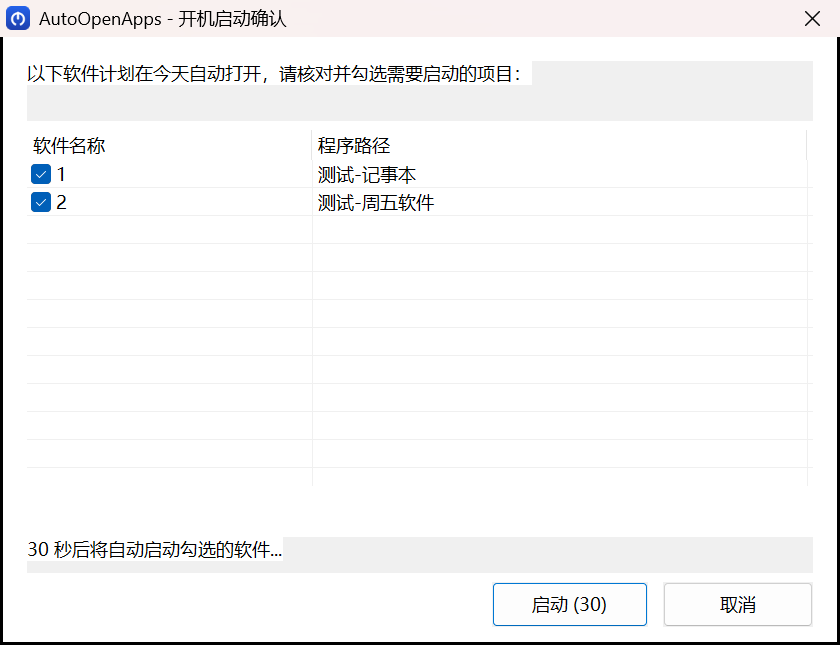 AutoOpenApps - 开机启动确认
以下软件计划在今天自动打开，请核对并勾选需要启动的项目：
软件名称 程序路径
1 测试-记事本
2 测试-周五软件
30 秒后将自动启动勾选的软件...
启动 (30) 取消